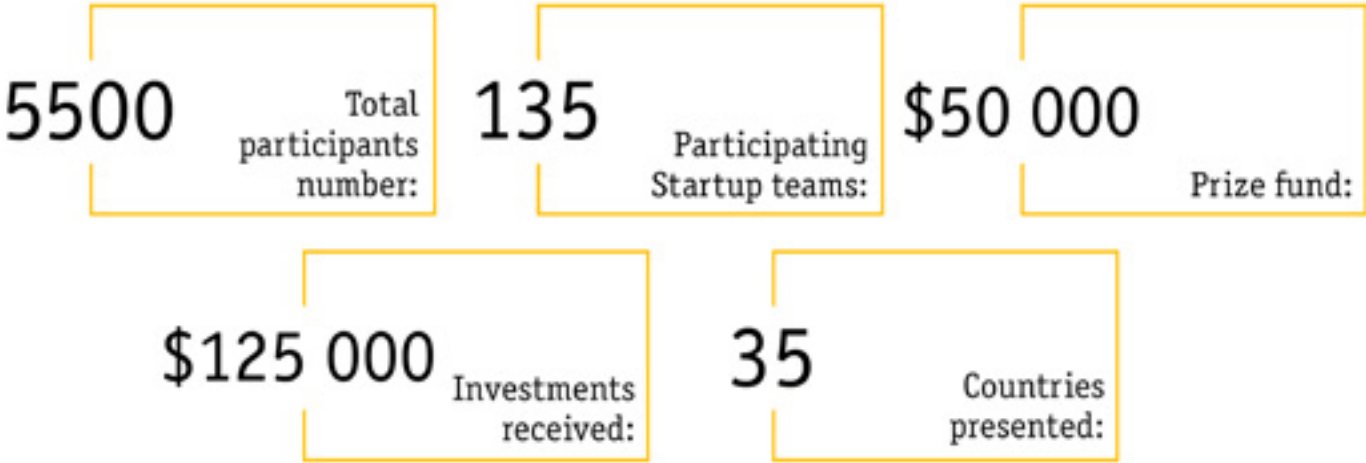 5500
Total
participants
number:
135
Participating
Startup teams:
$50 000
Prize fund:
$125 000
Investments
received:
35
Countries
presented: